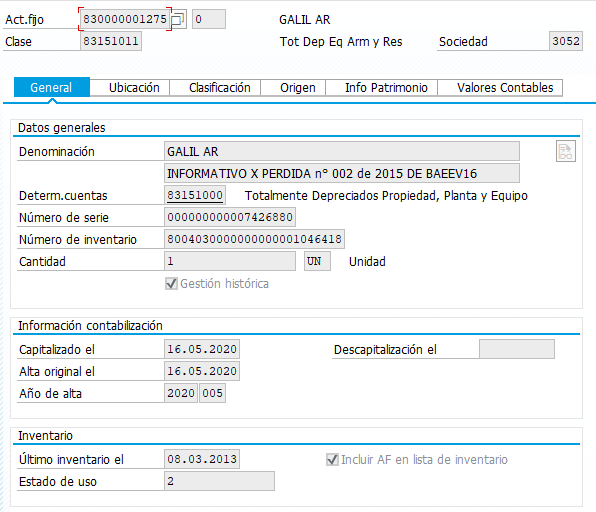 Act.fijo 830000001275 0 GALIL AR
Clase 83151011 Tot Dep Eq Arm y Res Sociedad 3052
General Ubicación Clasificación Origen Info Patrimonio Valores Contables
Datos generales
Denominación GALIL AR
INFORMATIVO X PERDIDA n° 002 de 2015 DE BAEEV16
Determ.cuentas 83151000 Totalmente Depreciados Propiedad, Planta y Equipo
Número de serie 000000000007426880
Número de inventario 8004030000000000001046418
Cantidad 1 UN Unidad
Gestión histórica
Información contabilización
Capitalizado el 16.05.2020 Descapitalización el
Alta original el 16.05.2020
Año de alta 2020 005
Inventario
Último inventario el 08.03.2013 Incluir AF en lista de inventario
Estado de uso 2